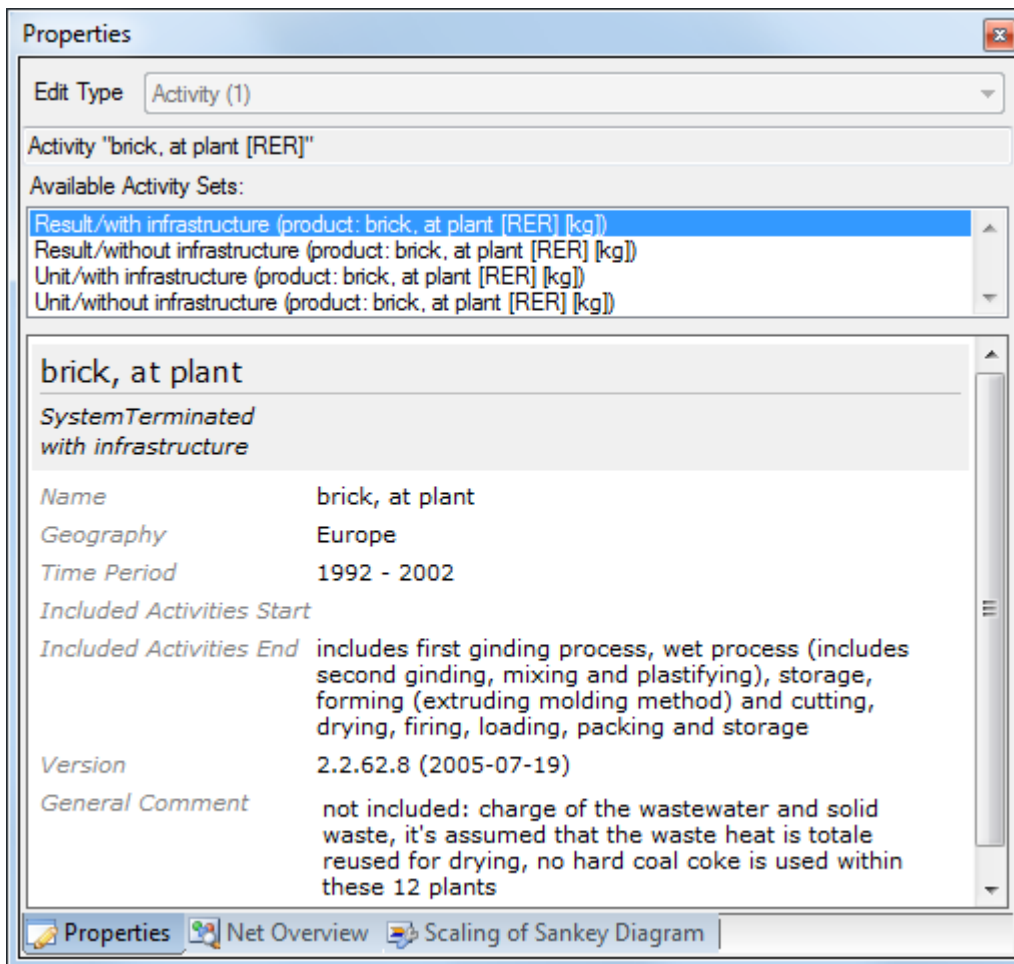 Properties
Edit Type Activity (1)
Activity "brick, at plant [RER]"
Available Activity Sets:
Result/with infrastructure (product: brick, at plant [RER] [kg])
Result/without infrastructure (product: brick, at plant [RER] [kg])
Unit/with infrastructure (product: brick, at plant [RER] [kg])
Unit/without infrastructure (product: brick, at plant [RER] [kg])
brick, at plant
SystemTerminated
with infrastructure
Name brick, at plant
Geography Europe
Time Period 1992 - 2002
Included Activities Start
Included Activities End includes first ginding process, wet process (includes
second ginding, mixing and plastifying), storage,
forming (extruding molding method) and cutting,
drying, firing, loading, packing and storage
Version 2.2.62.8 (2005-07-19)
General Comment not included: charge of the wastewater and solid
waste, it's assumed that the waste heat is totale
reused for drying, no hard coal coke is used within
these 12 plants
Properties Net Overview Scaling of Sankey Diagram